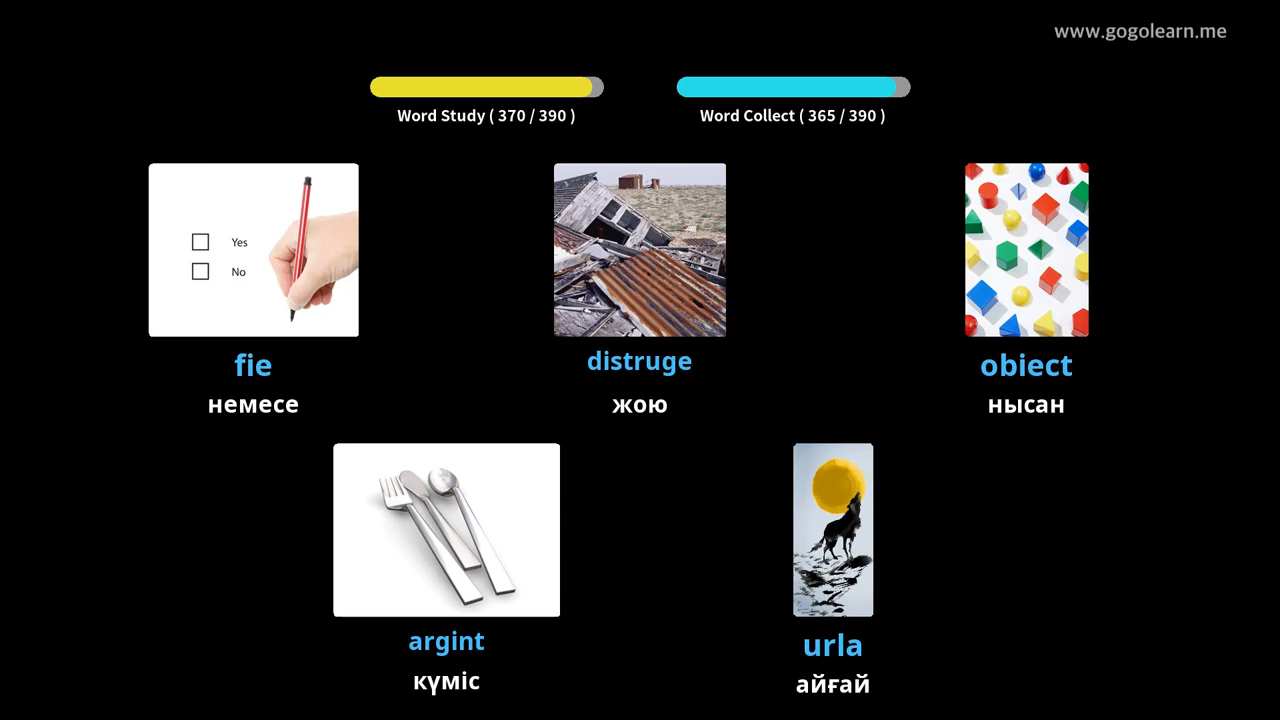 www.gogolearn.me
Word Study ( 370 / 390 )
Word Collect ( 365 / 390 )
Yes
No
fie
немесе
distruge
жою
obiect
нысан
argint
күміс
urla
айғай